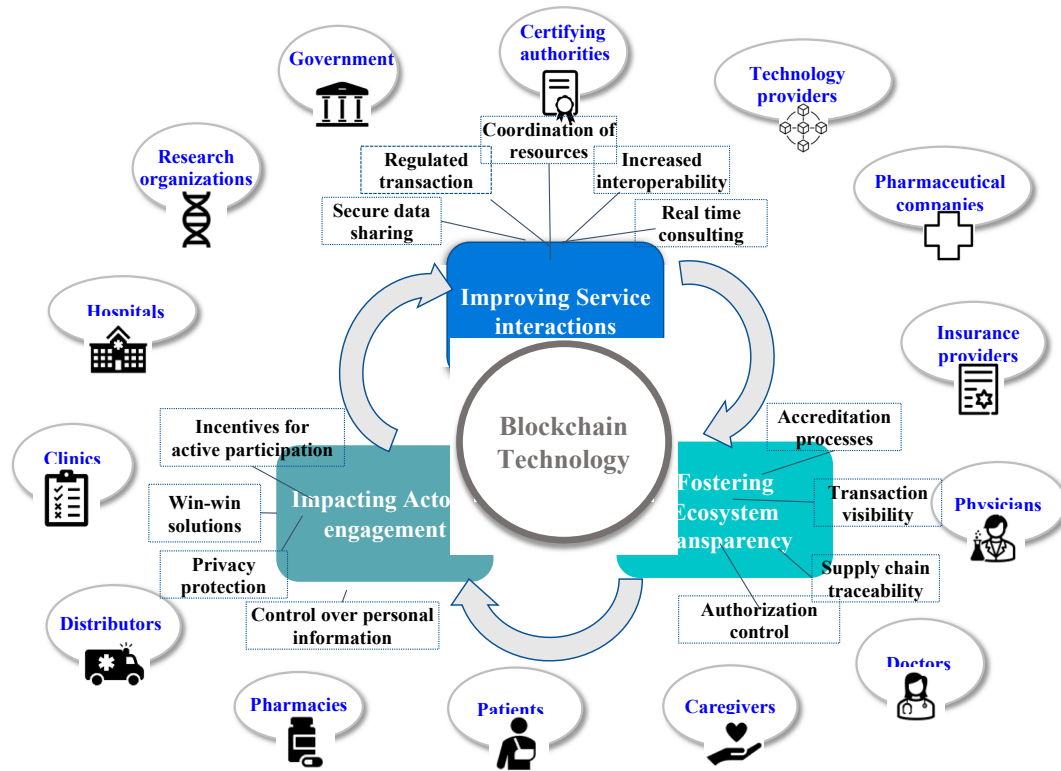 Certifying
authorities
Government
Technology
providers
Coordination of
resources
Research
organizations
Regulated
transaction
Increased
interoperability
Pharmaceutical
companies
Secure data
sharing
Real time
consulting
Improving Service
interactions
Hospitals
Insurance
providers
Incentives for
active participation
Accreditation
processes
Blockchain
Technology
Clinics
Win-win
solutions
Impacting Acto
engagement
Fostering
Ecosystem
ransparency
Transaction
visibility
Physicians
Privacy
protection
Supply chain
traceability
Control over personal
information
Authorization
control
Distributors
Doctors
Pharmacies
Patients
Caregivers